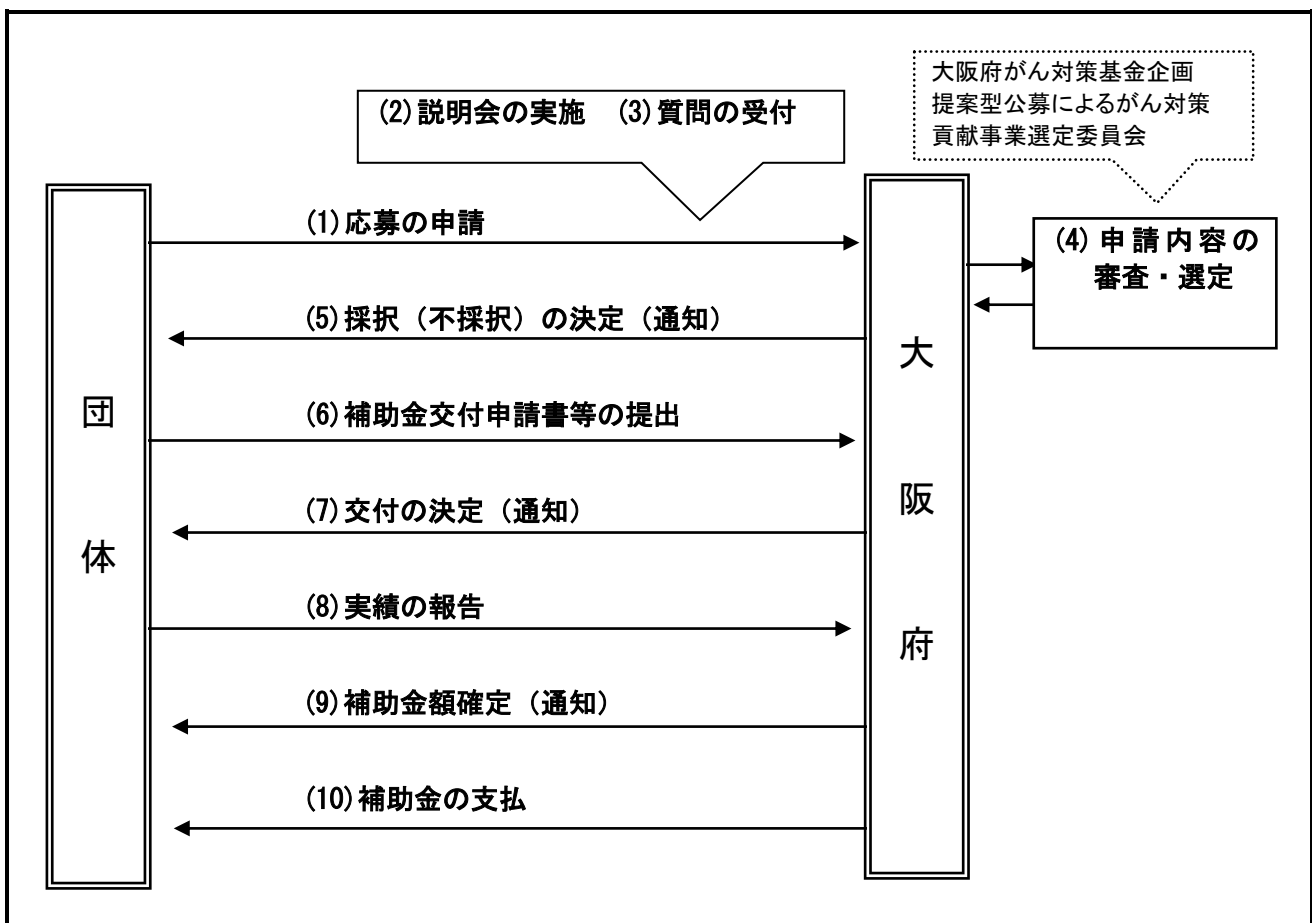 大阪府がん対策基金企画
提案型公募によるがん対策
貢献事業選定委員会
(2)説明会の実施　(3)質問の受付
(1)応募の申請
(4)申請内容の
審査・選定
(5)採択（不採択）の決定（通知）
(6)補助金交付申請書等の提出
(7)交付の決定（通知）
(8)実績の報告
(9)補助金額確定（通知）
(10)補助金の支払
団体
大阪府